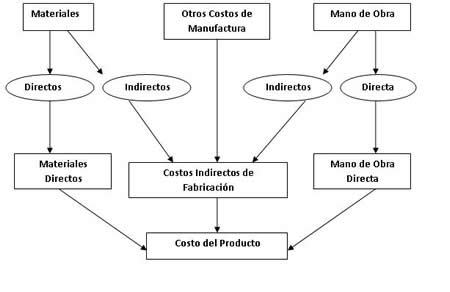 Materiales
Otros Costos de
Manufactura
Mano de Obra
Directos
Indirectos
Indirectos
Directa
Materiales
Directos
Costos Indirectos de
Fabricación
Mano de Obra
Directa
Costo del Producto